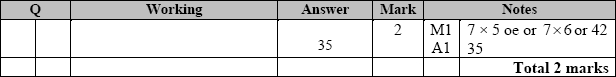 Q Working Answer Mark Notes
2 M1 7 × 5 oe or 7×6 or 42
35 A1 35
Total 2 marks